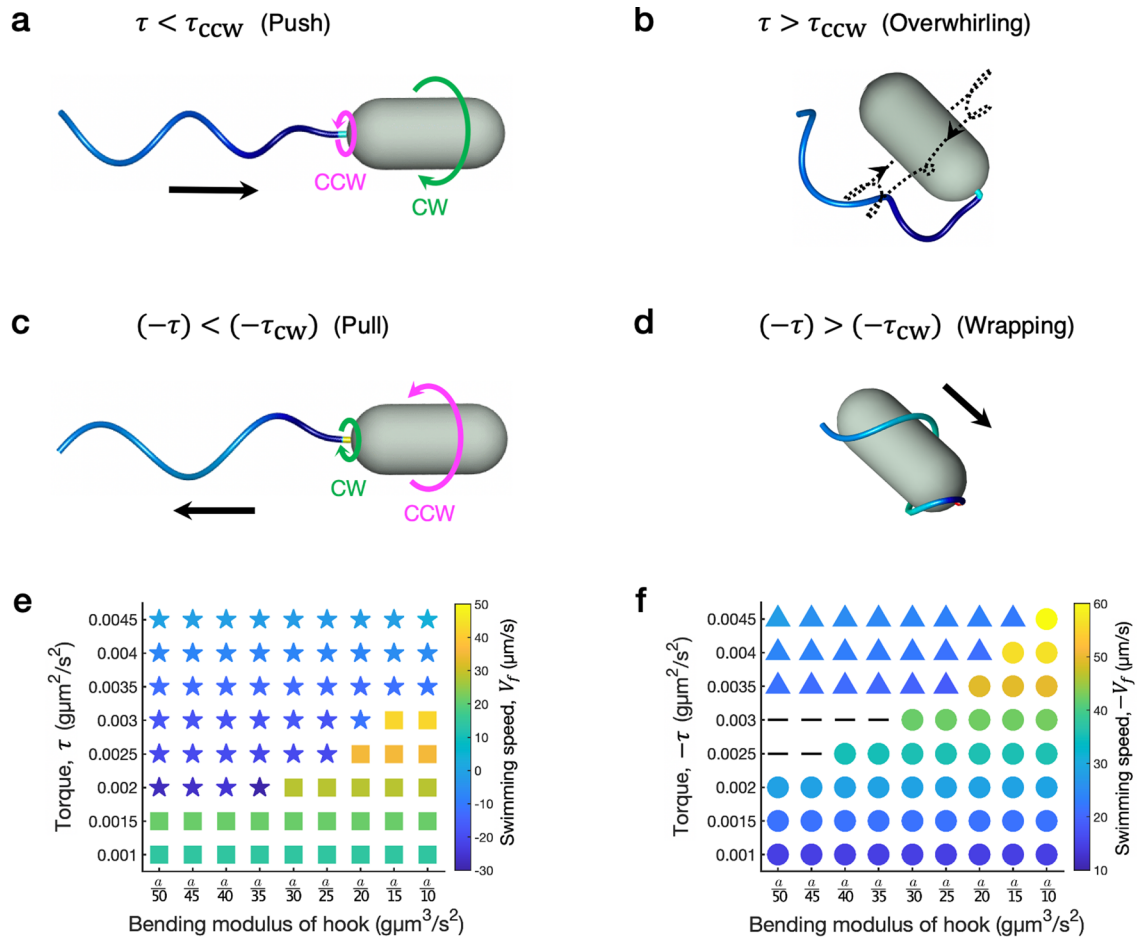 a τ < τCCW (Push)
CCW
CW
b τ > τCCW (Overwhirling)
c (−τ) < (−τCW) (Pull)
CW
CCW
d (−τ) > (−τCW) (Wrapping)
e
Torque, τ (gμm²/s²)
0.0045
0.004
0.0035
0.003
0.0025
0.002
0.0015
0.001
a/50 a/45 a/40 a/35 a/30 a/25 a/20 a/15 a/10
Bending modulus of hook (gμm³/s²)
50
40
30
20
10
0
-10
-20
-30
Swimming speed, Vf (μm/s)
f
Torque, −τ (gμm²/s²)
0.0045
0.004
0.0035
0.003
0.0025
0.002
0.0015
0.001
a/50 a/45 a/40 a/35 a/30 a/25 a/20 a/15 a/10
Bending modulus of hook (gμm³/s²)
60
50
40
30
20
10
Swimming speed, −Vf (μm/s)